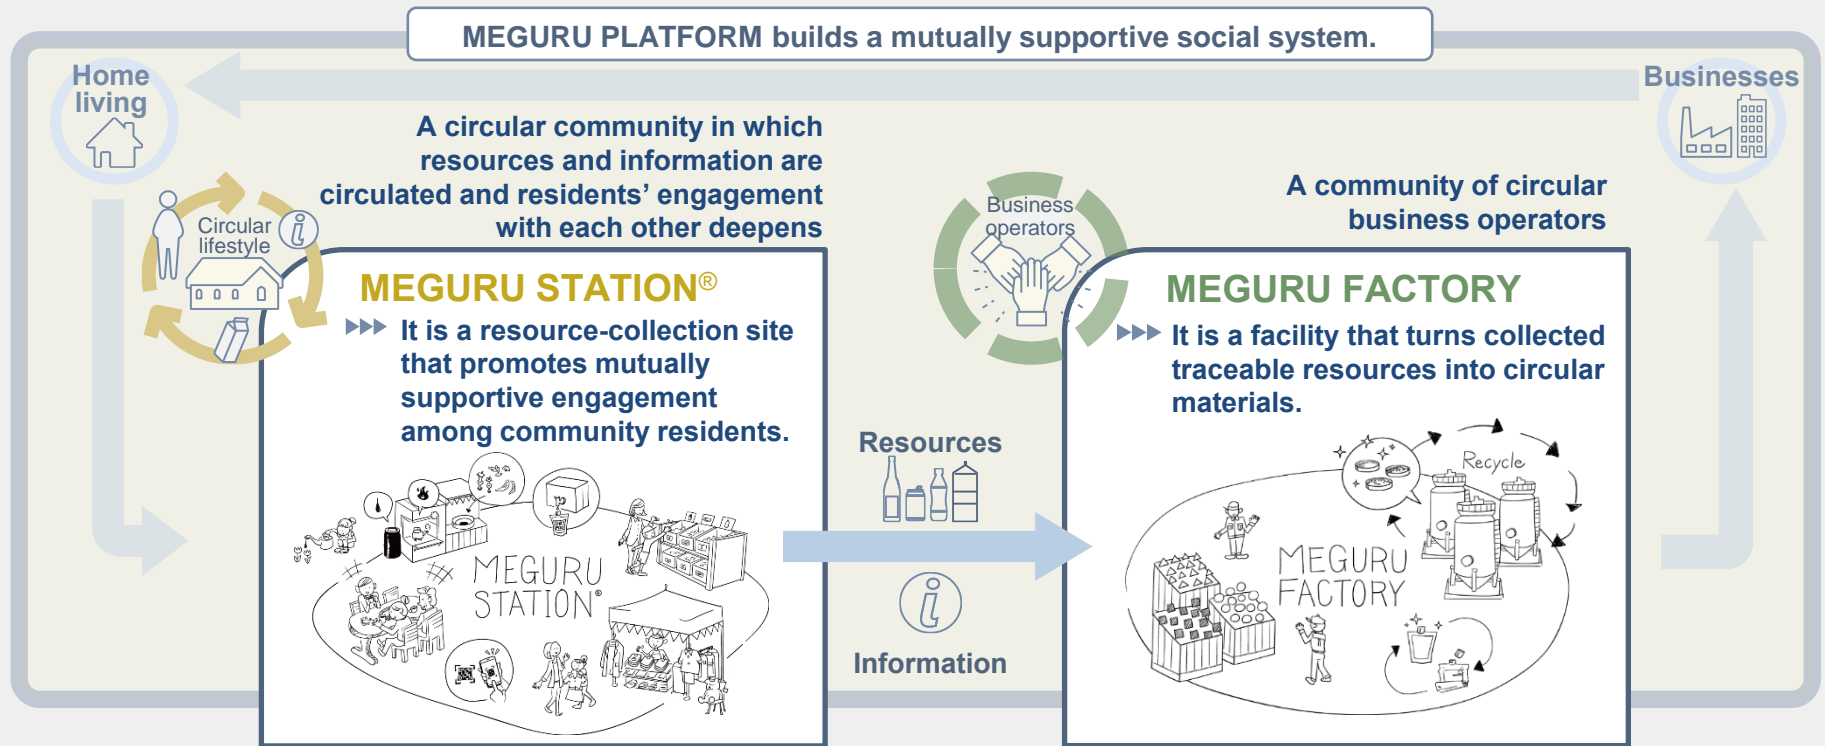 MEGURU PLATFORM builds a mutually supportive social system.
Home
living
Businesses
A circular community in which
resources and information are
circulated and residents' engagement
with each other deepens
Circular
lifestyle
MEGURU STATION®
It is a resource-collection site
that promotes mutually
supportive engagement
among community residents.
MEGURU
STATION®
Resources
Information
Business
operators
A community of circular
business operators
MEGURU FACTORY
It is a facility that turns collected
traceable resources into circular
materials.
Recycle
MEGURU
FACTORY